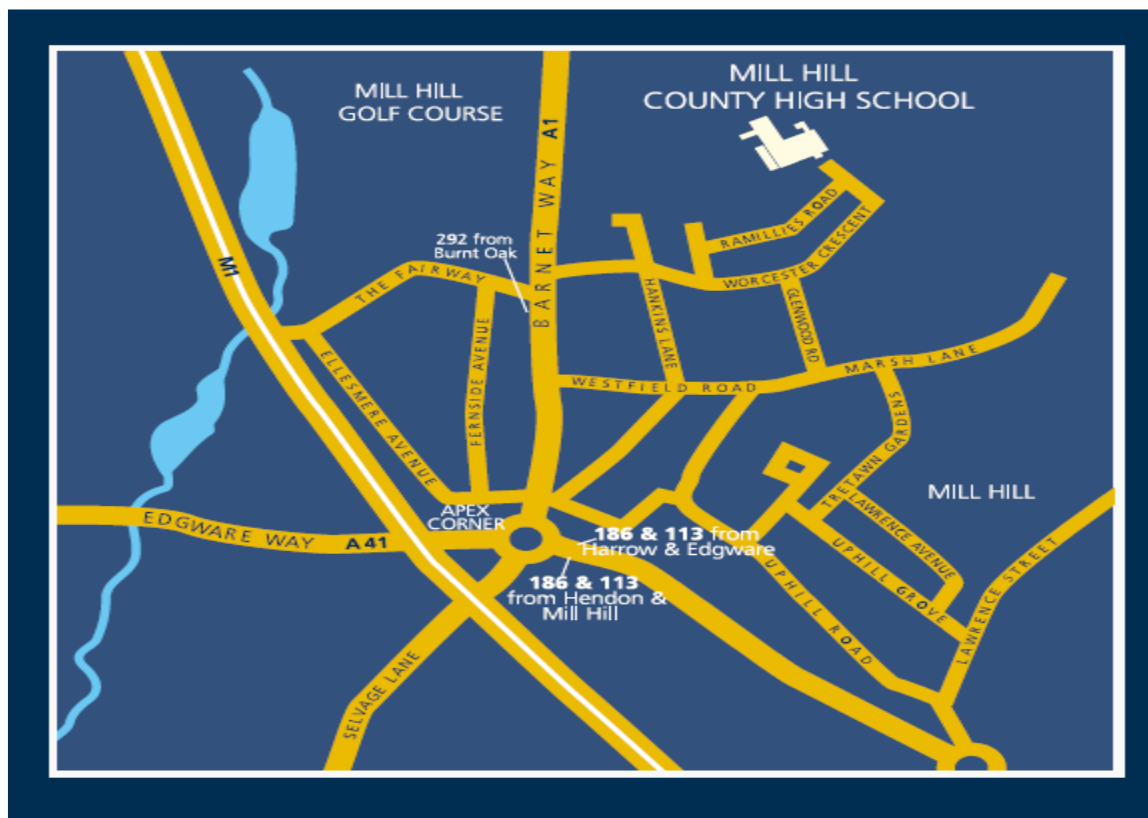 MILL HILL
GOLF COURSE
BARNET WAY A1
MILL HILL
COUNTY HIGH SCHOOL
M1
292 from
Burnt Oak
THE FAIRWAY
RAMILLIES ROAD
WORCESTER CRESCENT
HANKINS LANE
GLENWOOD RD
ELLESMERE AVENUE
FERNSIDE AVENUE
WESTFIELD ROAD
MARSH LANE
TRETAWN GARDENS
MILL HILL
LAWRENCE AVENUE
APEX
CORNER
EDGWARE WAY A41
186 & 113 from
Harrow & Edgware
186 & 113
from Hendon &
Mill Hill
UPHILL ROAD
UPHILL GROVE
LAWRENCE STREET
SELVAGE LANE